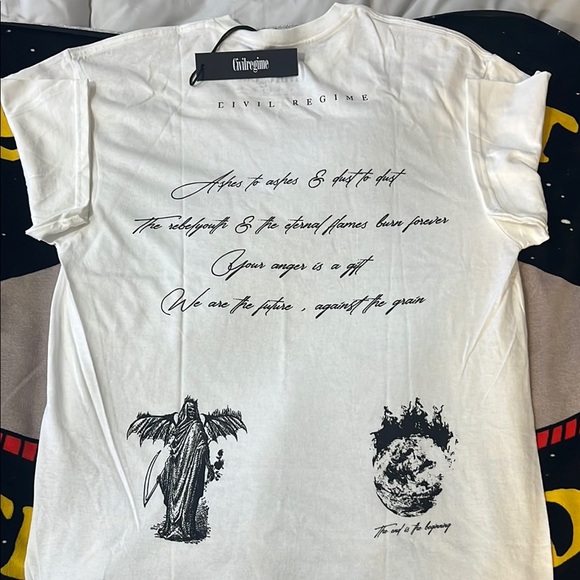 Civilregime
CIVIL REGIME
Ashes to ashes & dust to dust
The rebelyouth & the eternal flames burn forever
Your anger is a gift
We are the future , against the grain
The end is the beginning